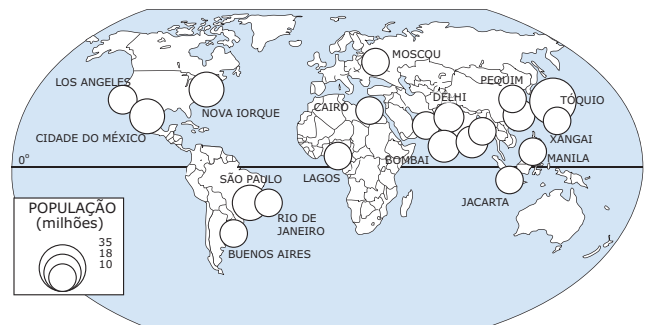 MOSCOU
LOS ANGELES
PEQUIM
DÉLHI
TÓQUIO
CAIRO
NOVA IORQUE
CIDADE DO MÉXICO
XANGAI
0°
BOMBAI
MANILA
LAGOS
SÃO PAULO
JACARTA
RIO DE
JANEIRO
BUENOS AIRES
POPULAÇÃO
(milhões)
35
18
10